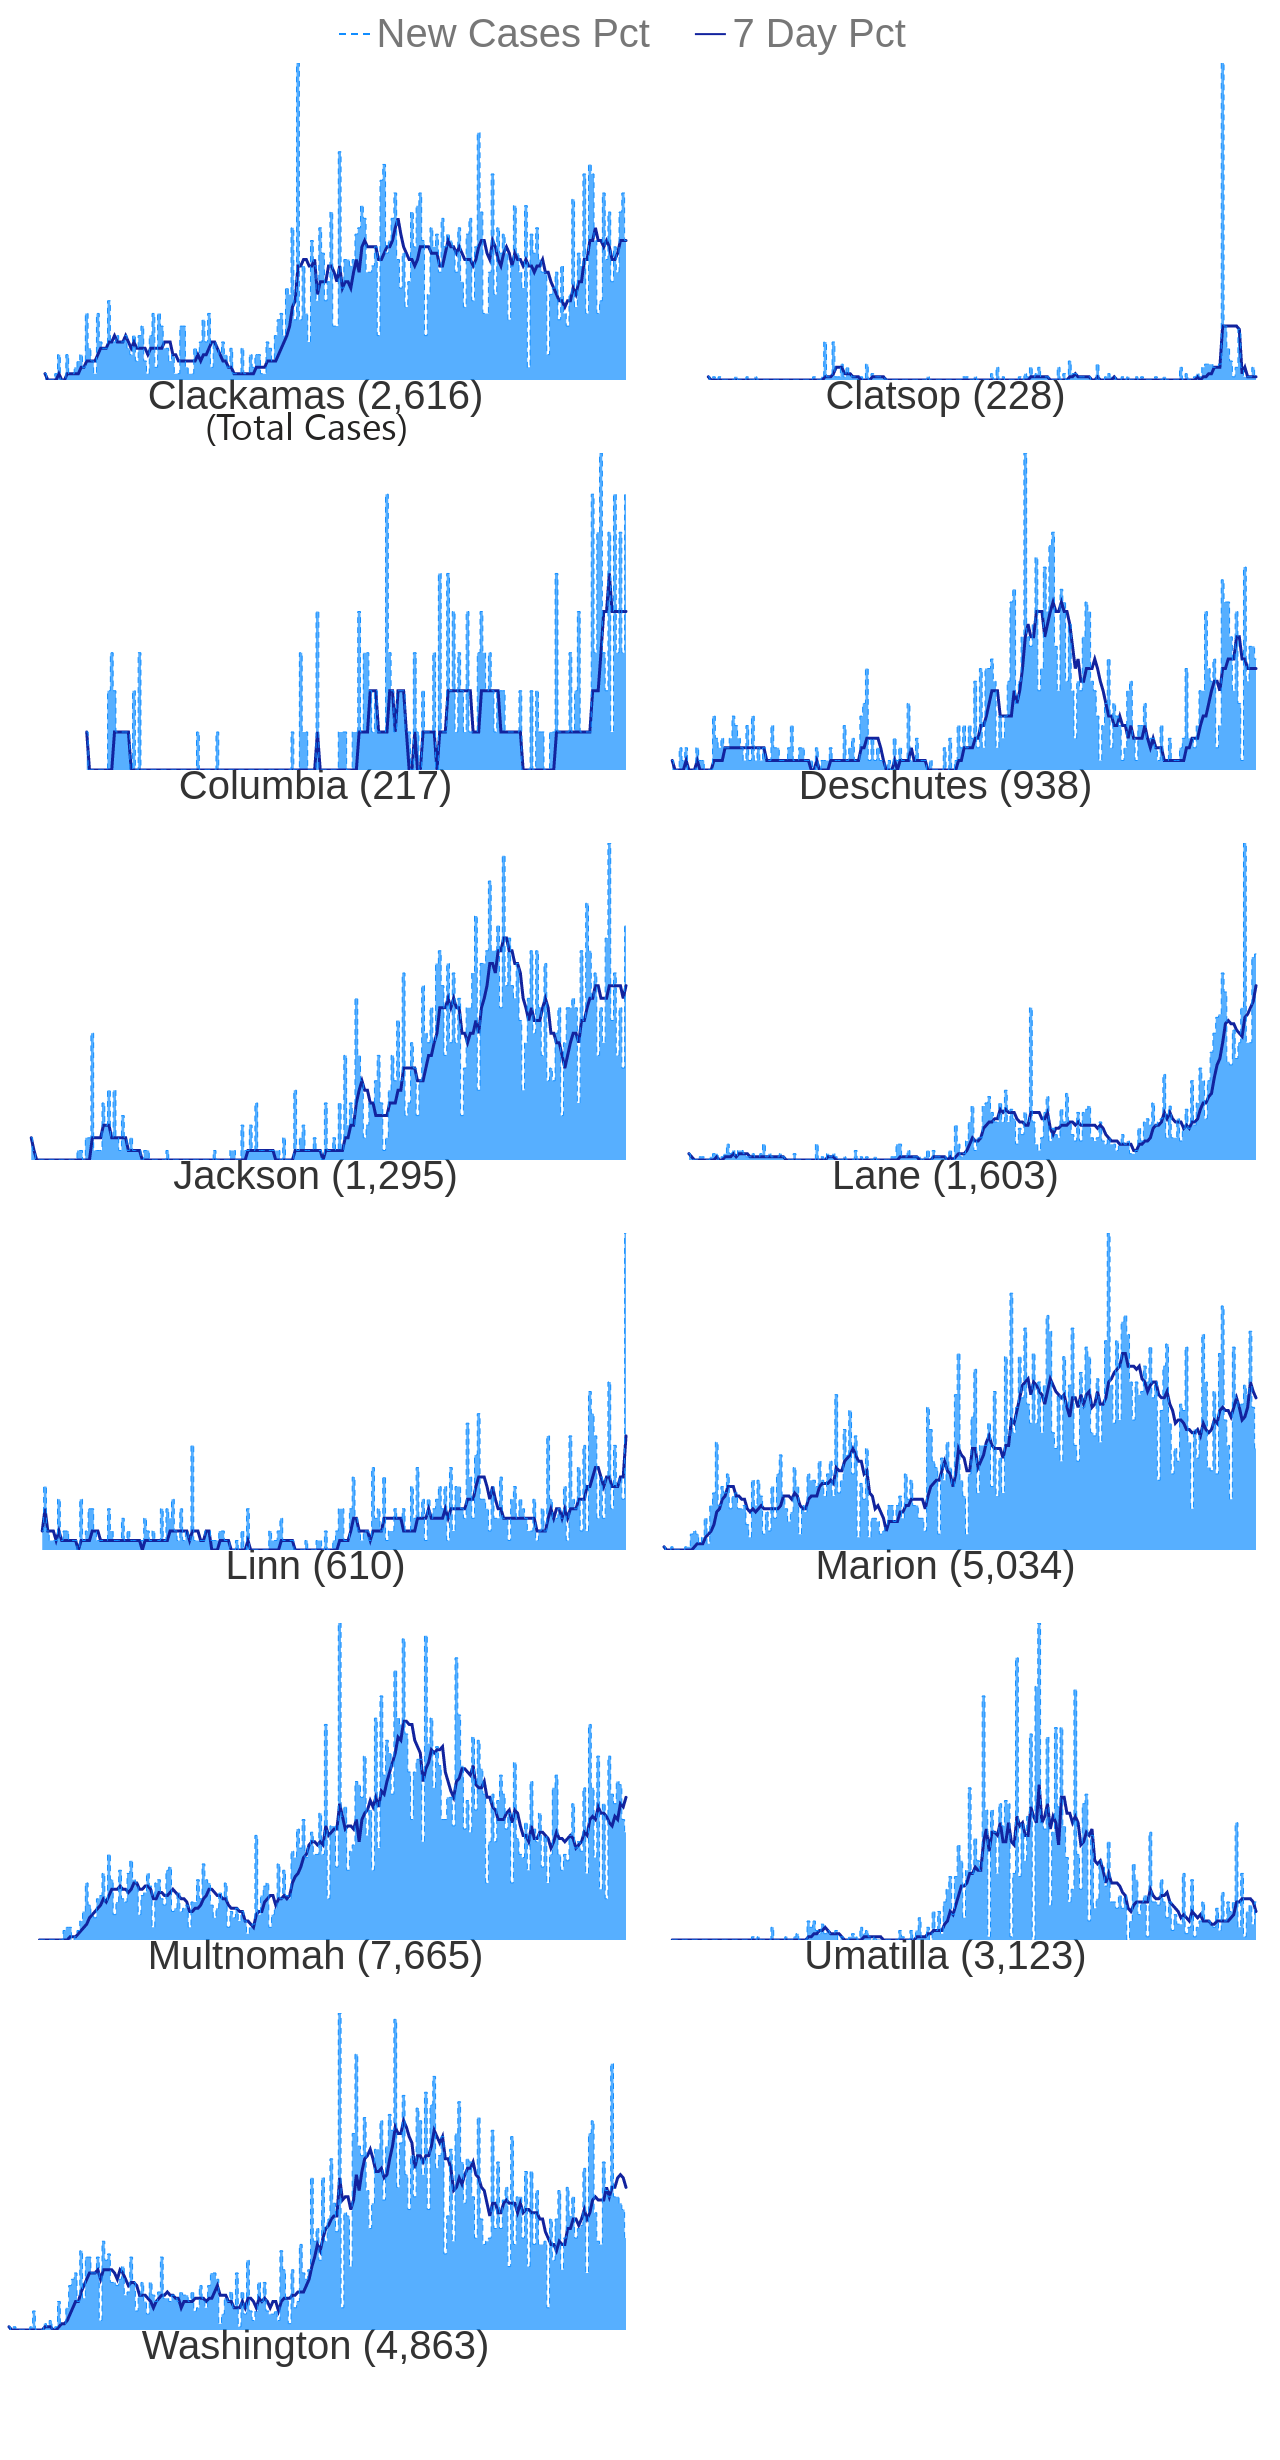 New Cases Pct 7 Day Pct
Clackamas (2,616) Clatsop (228)
(Total Cases)
Columbia (217) Deschutes (938)
Jackson (1,295) Lane (1,603)
Linn (610) Marion (5,034)
Multnomah (7,665) Umatilla (3,123)
Washington (4,863)